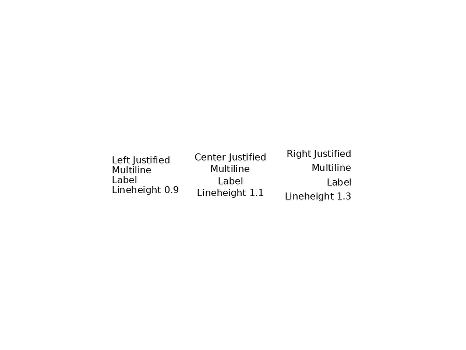 Left Justified
Multiline
Label
Lineheight 0.9
Center Justified
Multiline
Label
Lineheight 1.1
Right Justified
Multiline
Label
Lineheight 1.3